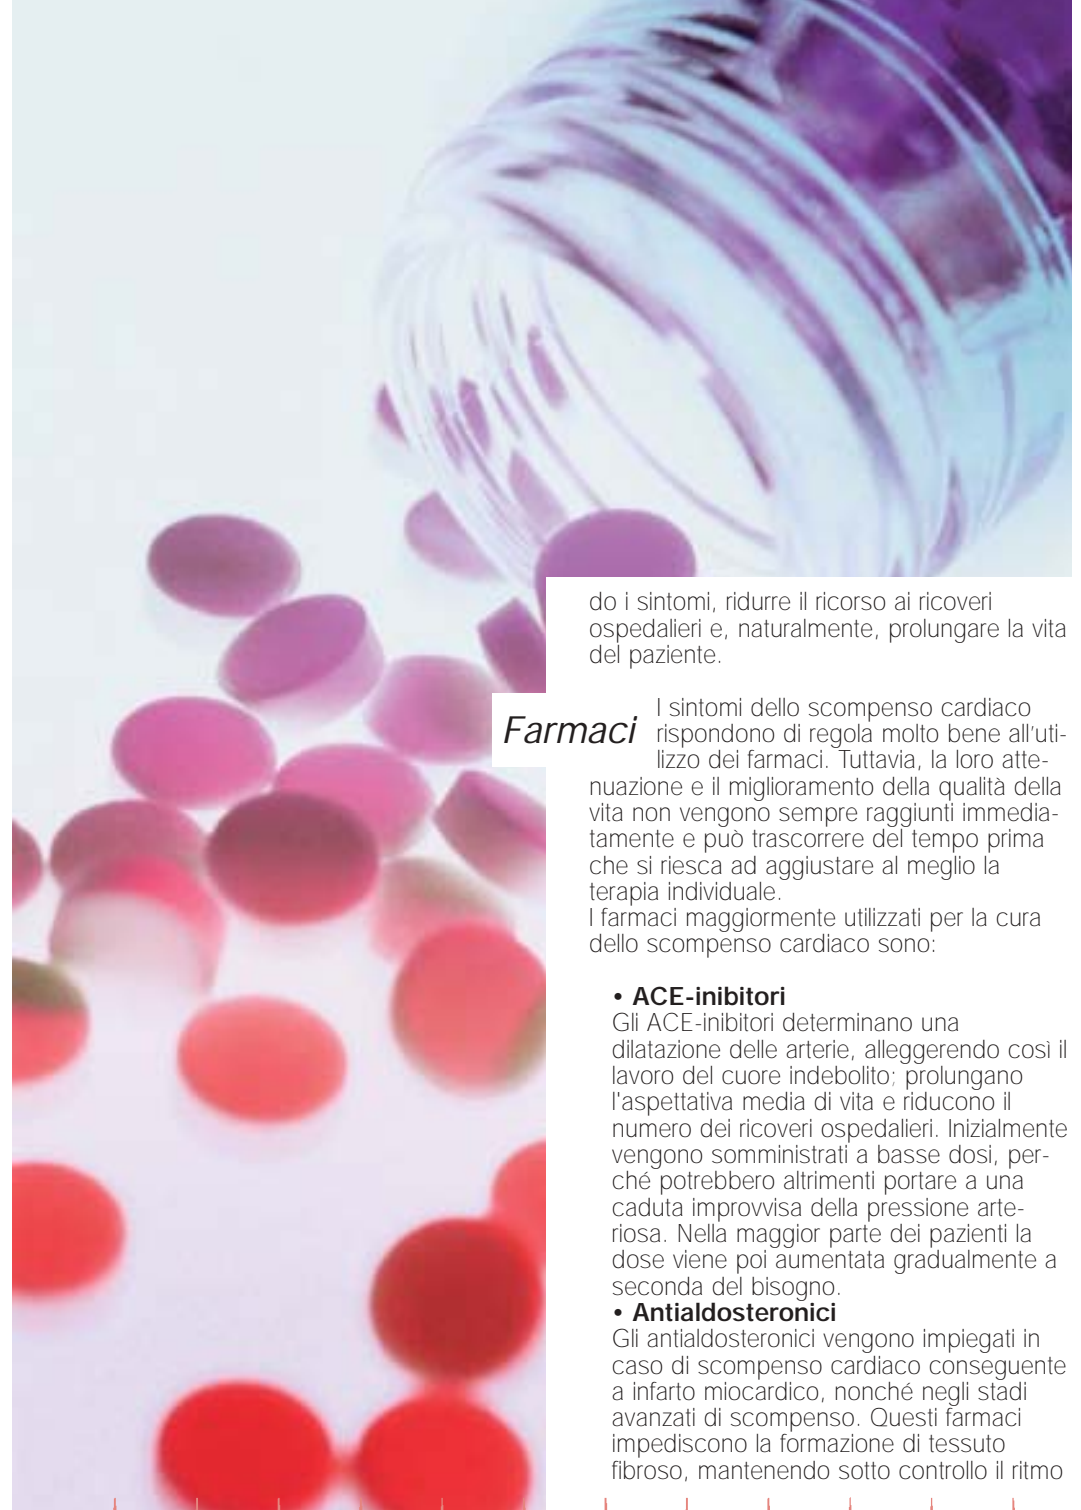 do i sintomi, ridurre il ricorso ai ricoveri
ospedalieri e, naturalmente, prolungare la vita
del paziente.
Farmaci
I sintomi dello scompenso cardiaco
rispondono di regola molto bene all'uti-
lizzo dei farmaci. Tuttavia, la loro atte-
nuazione e il miglioramento della qualità della
vita non vengono sempre raggiunti immedia-
tamente e può trascorrere del tempo prima
che si riesca ad aggiustare al meglio la
terapia individuale.
I farmaci maggiormente utilizzati per la cura
dello scompenso cardiaco sono:
• ACE-inibitori
Gli ACE-inibitori determinano una
dilatazione delle arterie, alleggerendo così il
lavoro del cuore indebolito; prolungano
l'aspettativa media di vita e riducono il
numero dei ricoveri ospedalieri. Inizialmente
vengono somministrati a basse dosi, per-
ché potrebbero altrimenti portare a una
caduta improvvisa della pressione arte-
riosa. Nella maggior parte dei pazienti la
dose viene poi aumentata gradualmente a
seconda del bisogno.
• Antialdosteronici
Gli antialdosteronici vengono impiegati in
caso di scompenso cardiaco conseguente
a infarto miocardico, nonché negli stadi
avanzati di scompenso. Questi farmaci
impediscono la formazione di tessuto
fibroso, mantenendo sotto controllo il ritmo